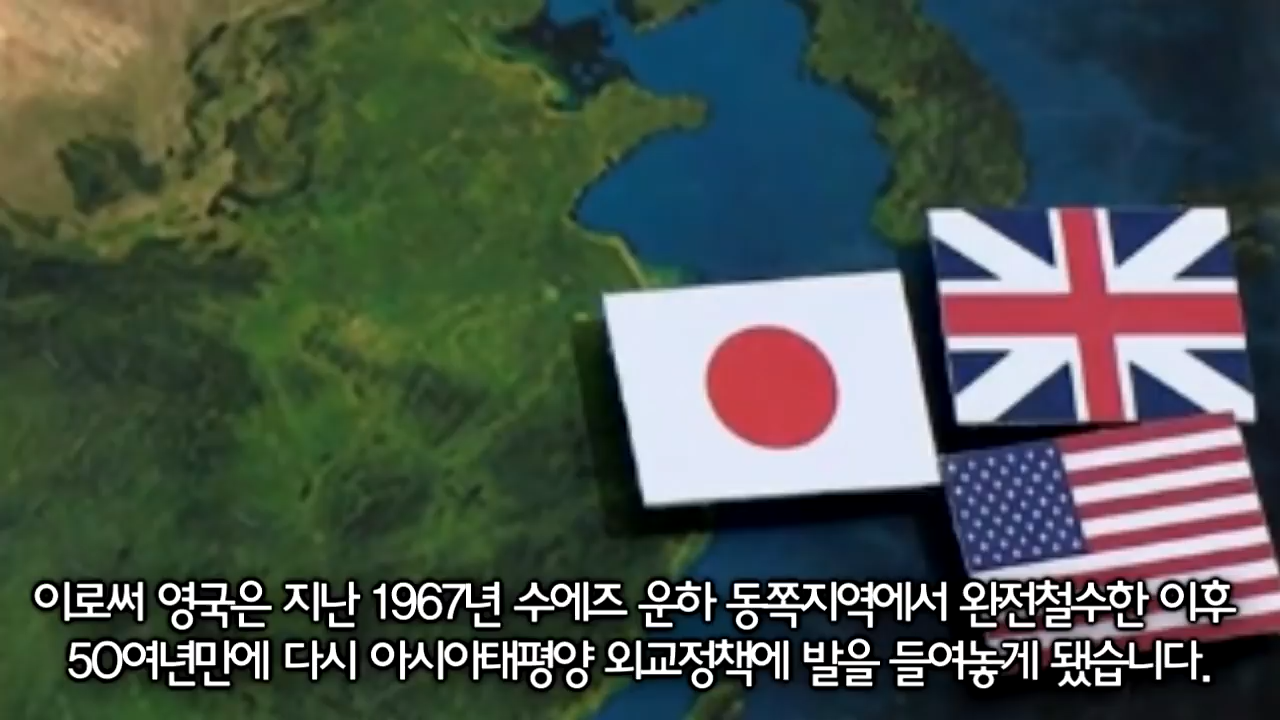 이로써 영국은 지난 1967년 수에즈 운하 동쪽지역에서 완전철수한 이후
50여년만에 다시 아시아태평양 외교정책에 발을 들여놓게 됐습니다.